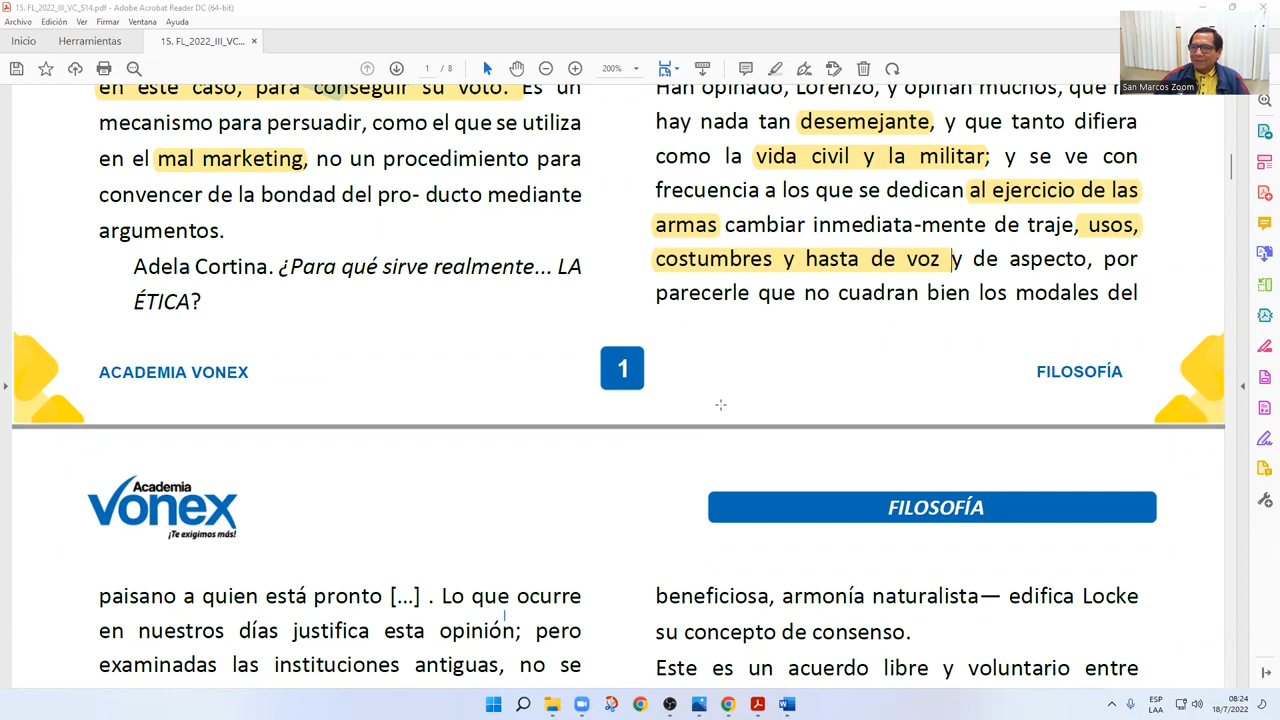 15. FL_2022_III_VC_S14.pdf - Adobe Acrobat Reader DC (64-bit)
Archivo Edición Ver Firmar Ventana Ayuda
Inicio Herramientas 15. FL_2022_III_VC... ×
1 / 8 200%
San Marcos Zoom
en este caso, para conseguir su voto. Es un
mecanismo para persuadir, como el que se utiliza
en el mal marketing, no un procedimiento para
convencer de la bondad del pro- ducto mediante
argumentos.
Adela Cortina. ¿Para qué sirve realmente... LA
ÉTICA?
Han opinado, Lorenzo, y opinan muchos, que
hay nada tan desemejante, y que tanto difiera
como la vida civil y la militar; y se ve con
frecuencia a los que se dedican al ejercicio de las
armas cambiar inmediata-mente de traje, usos,
costumbres y hasta de voz y de aspecto, por
parecerle que no cuadran bien los modales del
ACADEMIA VONEX
1
FILOSOFÍA
Academia
vonex
¡Te exigimos más!
FILOSOFÍA
paisano a quien está pronto [...] . Lo que ocurre
en nuestros días justifica esta opinión; pero
examinadas las instituciones antiguas, no se
beneficiosa, armonía naturalista— edifica Locke
su concepto de consenso.
Este es un acuerdo libre y voluntario entre
ESP
LAA
08:24
18/7/2022